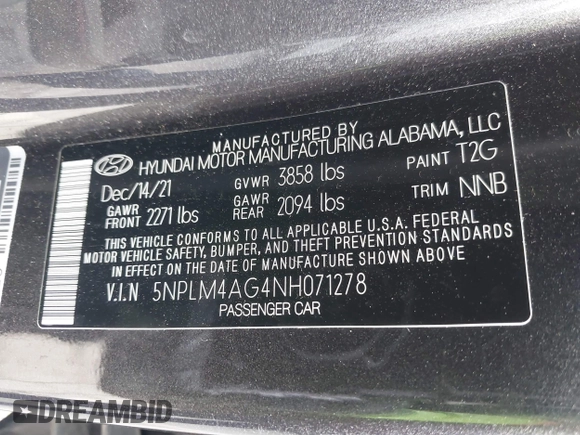 MANUFACTURED BY
HYUNDAI MOTOR MANUFACTURING ALABAMA, LLC
Dec/14/21 GVWR 3858 lbs PAINT T2G
GAWR FRONT 2271 lbs GAWR REAR 2094 lbs TRIM NNB
THIS VEHICLE CONFORMS TO ALL APPLICABLE U.S.A. FEDERAL
MOTOR VEHICLE SAFETY, BUMPER, AND THEFT PREVENTION STANDARDS
IN EFFECT ON THE DATE OF MANUFACTURE SHOWN ABOVE
V.I.N 5NPLM4AG4NH071278
PASSENGER CAR
DREAMBID